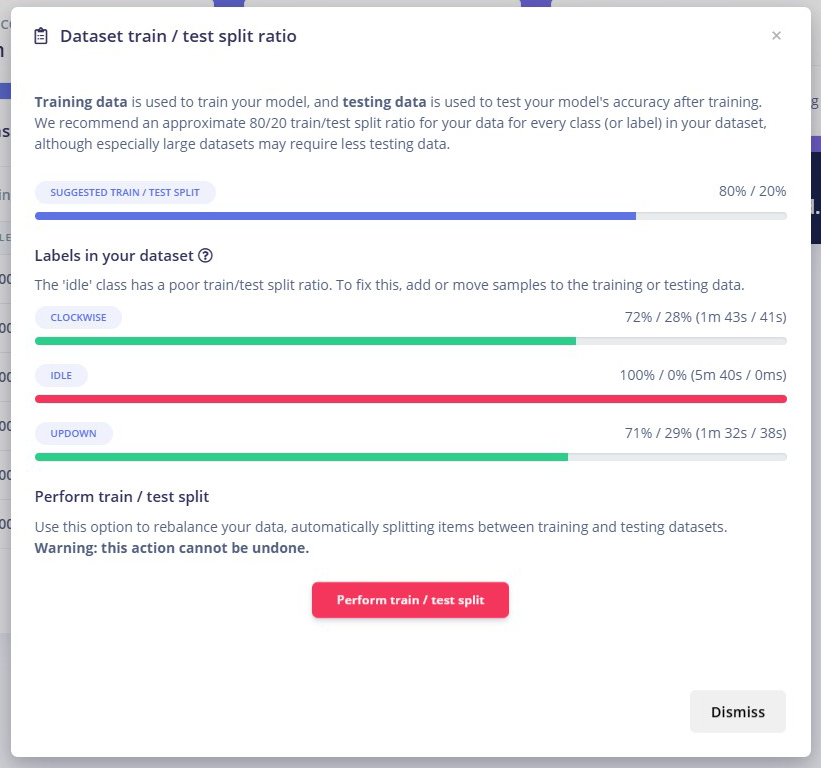 Dataset train / test split ratio
×
Training data is used to train your model, and testing data is used to test your model's accuracy after training.
We recommend an approximate 80/20 train/test split ratio for your data for every class (or label) in your dataset,
although especially large datasets may require less testing data.
SUGGESTED TRAIN / TEST SPLIT 80% / 20%
Labels in your dataset ?
The 'idle' class has a poor train/test split ratio. To fix this, add or move samples to the training or testing data.
CLOCKWISE 72% / 28% (1m 43s / 41s)
IDLE 100% / 0% (5m 40s / 0ms)
UPDOWN 71% / 29% (1m 32s / 38s)
Perform train / test split
Use this option to rebalance your data, automatically splitting items between training and testing datasets.
Warning: this action cannot be undone.
Perform train / test split
Dismiss